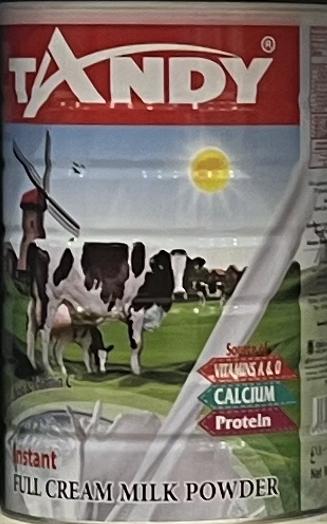 TANDY®
Source of
VITAMINS A & D
CALCIUM
Protein
Instant
FULL CREAM MILK POWDER